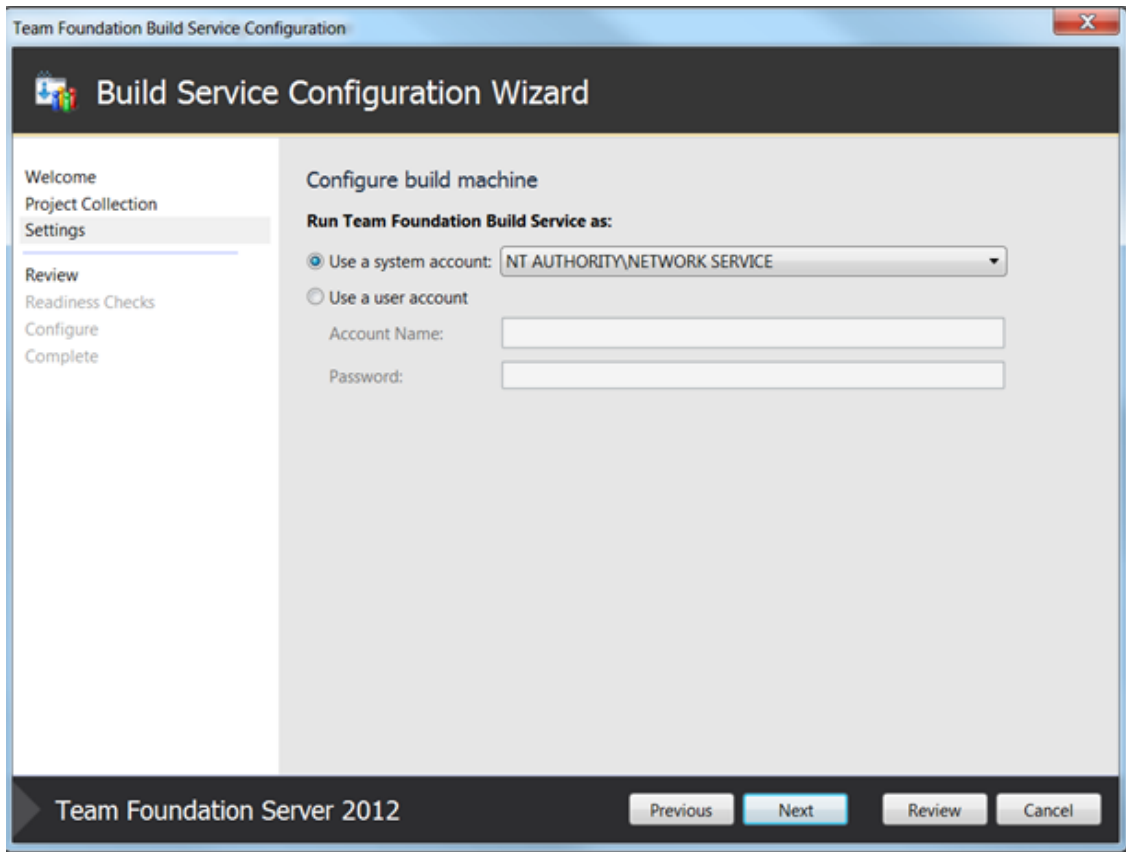 Team Foundation Build Service Configuration
Build Service Configuration Wizard
Welcome
Project Collection
Settings
Review
Readiness Checks
Configure
Complete
Configure build machine
Run Team Foundation Build Service as:
Use a system account: NT AUTHORITY\NETWORK SERVICE
Use a user account
Account Name:
Password:
Team Foundation Server 2012
Previous Next Review Cancel